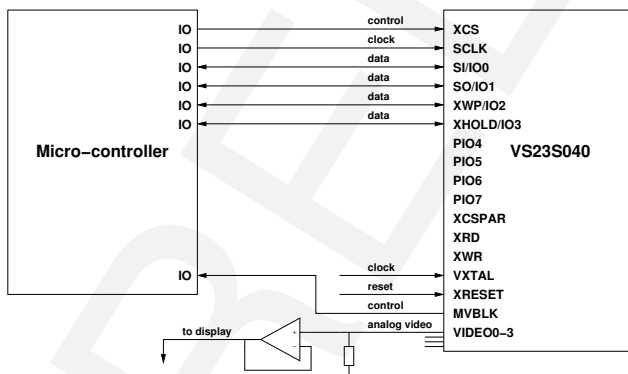 control
IO XCS
clock
IO SCLK
data
IO SI/IO0
data
IO SO/IO1
data
IO XWP/IO2
data
IO XHOLD/IO3
PIO4
Micro-controller PIO5 VS23S040
PIO6
PIO7
XCSPAR
XRD
XWR
clock
IO VXTAL
reset
XRESET
control
MVBLK
to display + analog video VIDEO0-3
-